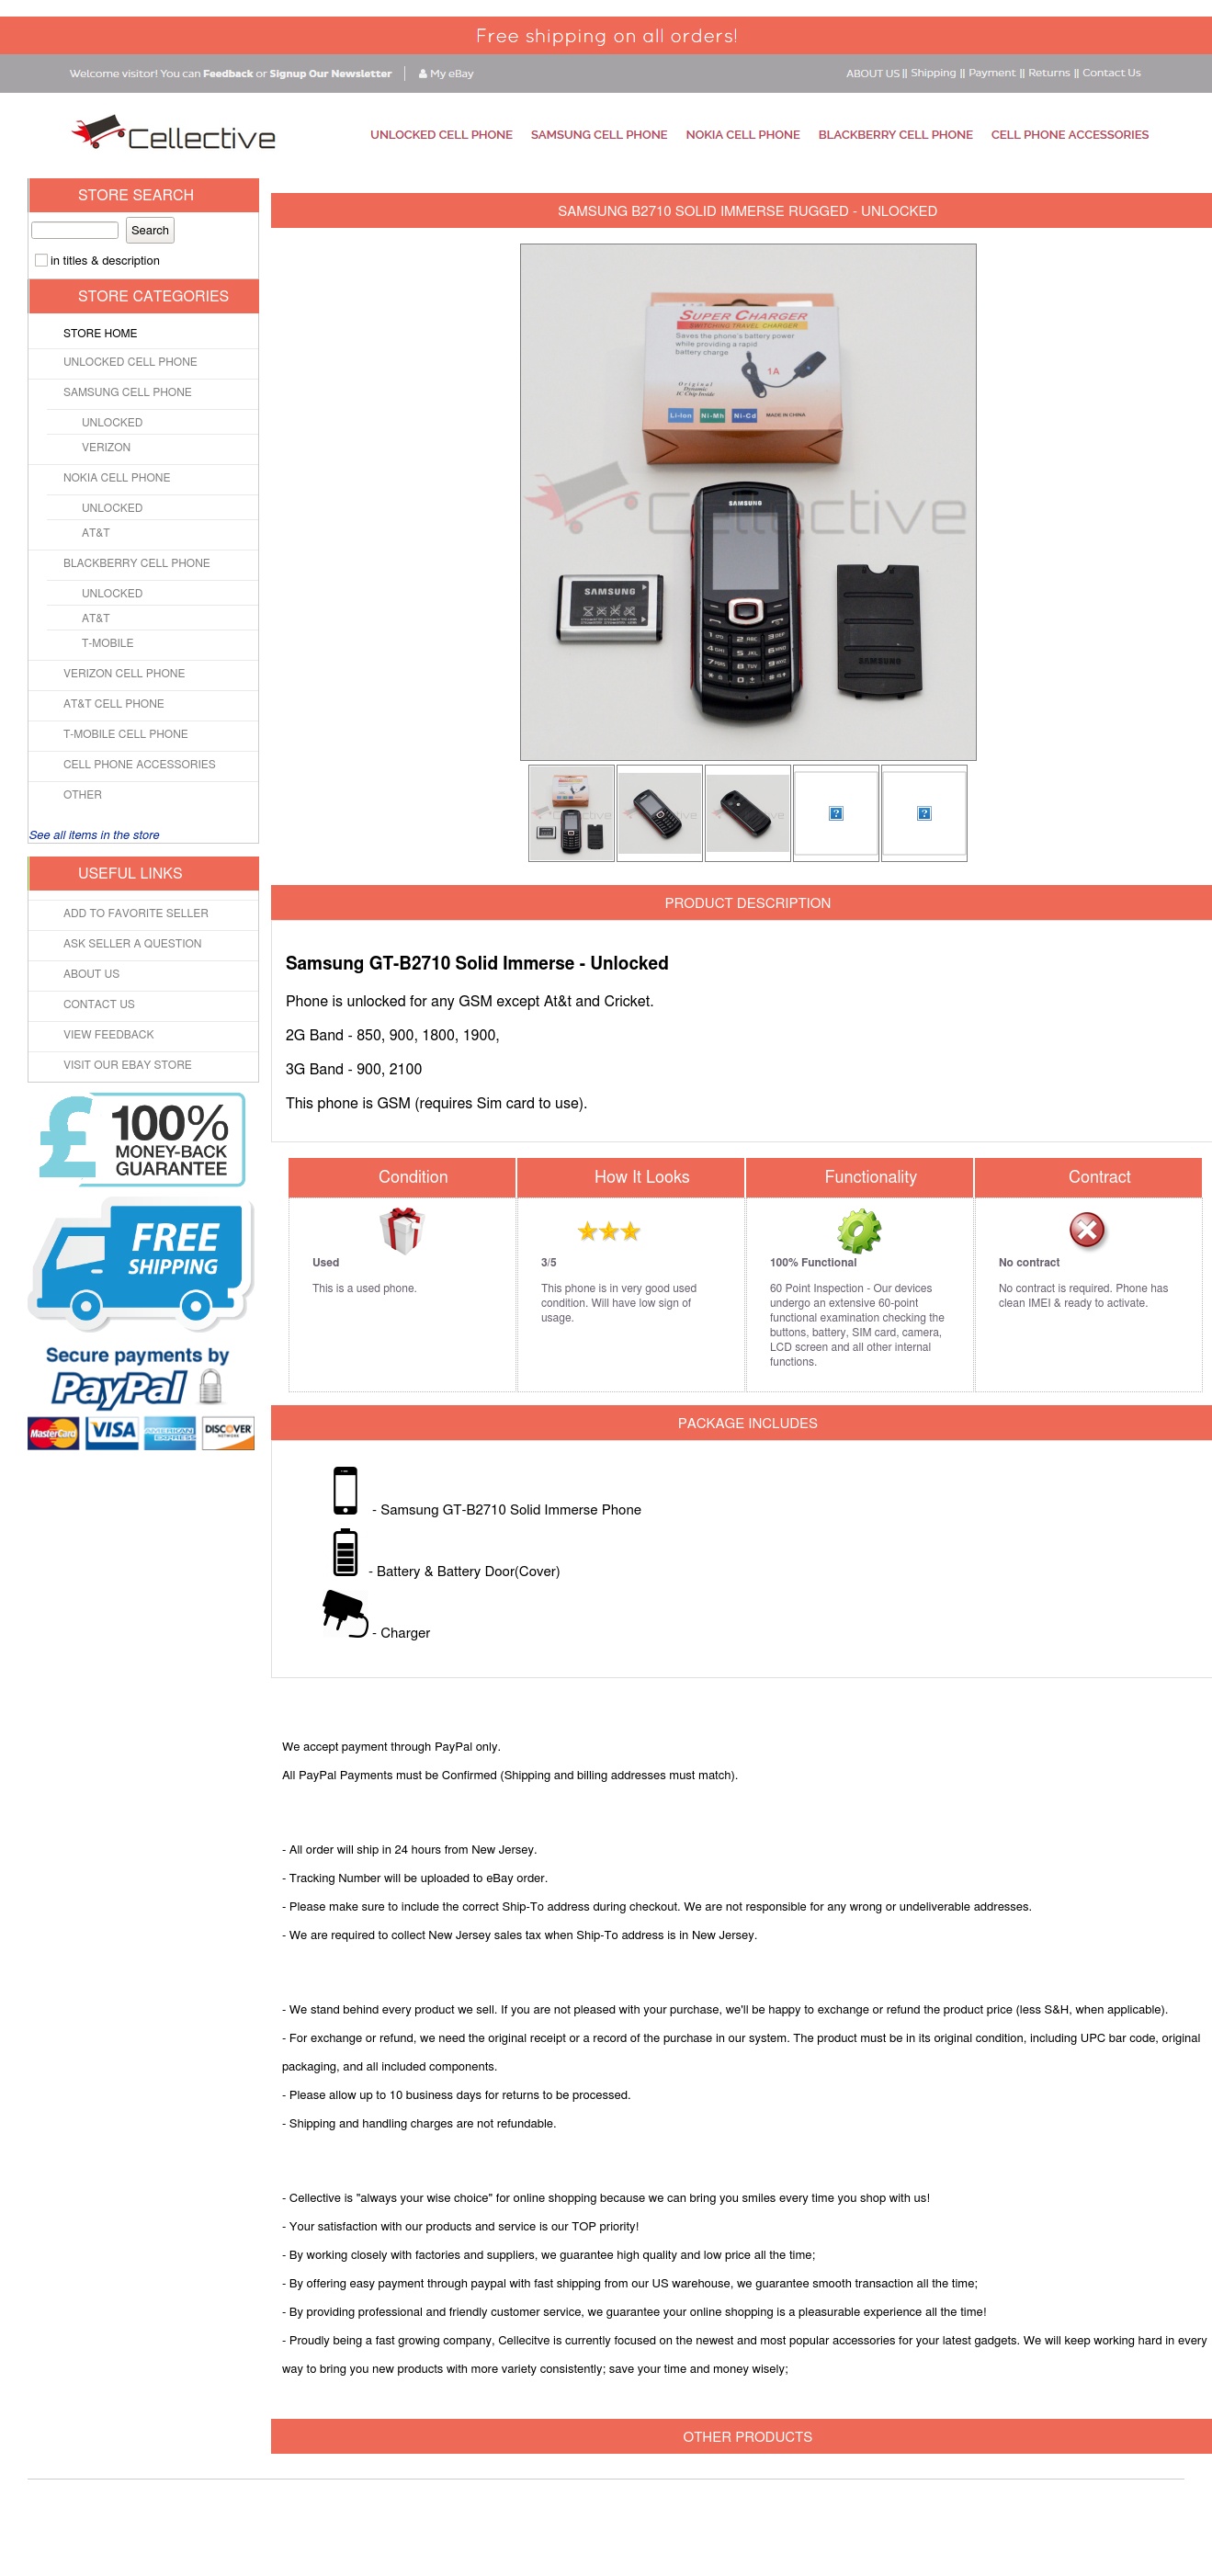 Free shipping on all orders!
Welcome visitor! You can Feedback or Signup Our Newsletter
My eBay
ABOUT US || Shipping || Payment || Returns || Contact Us
Cellective
UNLOCKED CELL PHONE
SAMSUNG CELL PHONE
NOKIA CELL PHONE
BLACKBERRY CELL PHONE
CELL PHONE ACCESSORIES
STORE SEARCH
Search
in titles & description
STORE CATEGORIES
STORE HOME
UNLOCKED CELL PHONE
SAMSUNG CELL PHONE
UNLOCKED
VERIZON
NOKIA CELL PHONE
UNLOCKED
AT&T
BLACKBERRY CELL PHONE
UNLOCKED
AT&T
T-MOBILE
VERIZON CELL PHONE
AT&T CELL PHONE
T-MOBILE CELL PHONE
CELL PHONE ACCESSORIES
OTHER
See all items in the store
USEFUL LINKS
ADD TO FAVORITE SELLER
ASK SELLER A QUESTION
ABOUT US
CONTACT US
VIEW FEEDBACK
VISIT OUR EBAY STORE
£ 100%
MONEY-BACK
GUARANTEE
FREE
SHIPPING
Secure payments by
PayPal
MasterCard
VISA
AMERICAN EXPRESS
DISCOVER
NETWORK
SAMSUNG B2710 SOLID IMMERSE RUGGED - UNLOCKED
SUPER CHARGER
SWITCHING TRAVEL CHARGER
Saves the phone's battery power
while providing a rapid
battery charge
1A
Original
Dynamic
IC Chip Inside
Li-Ion
Ni-Mh
Ni-Cd
MADE IN CHINA
Cellective
SAMSUNG
SAMSUNG
SAMSUNG
PRODUCT DESCRIPTION
Samsung GT-B2710 Solid Immerse - Unlocked
Phone is unlocked for any GSM except At&t and Cricket.
2G Band - 850, 900, 1800, 1900,
3G Band - 900, 2100
This phone is GSM (requires Sim card to use).
Condition
Used
This is a used phone.
How It Looks
3/5
This phone is in very good used
condition. Will have low sign of
usage.
Functionality
100% Functional
60 Point Inspection - Our devices
undergo an extensive 60-point
functional examination checking the
buttons, battery, SIM card, camera,
LCD screen and all other internal
functions.
Contract
No contract
No contract is required. Phone has
clean IMEI & ready to activate.
PACKAGE INCLUDES
- Samsung GT-B2710 Solid Immerse Phone
- Battery & Battery Door(Cover)
- Charger
We accept payment through PayPal only.
All PayPal Payments must be Confirmed (Shipping and billing addresses must match).
- All order will ship in 24 hours from New Jersey.
- Tracking Number will be uploaded to eBay order.
- Please make sure to include the correct Ship-To address during checkout. We are not responsible for any wrong or undeliverable addresses.
- We are required to collect New Jersey sales tax when Ship-To address is in New Jersey.
- We stand behind every product we sell. If you are not pleased with your purchase, we'll be happy to exchange or refund the product price (less S&H, when applicable).
- For exchange or refund, we need the original receipt or a record of the purchase in our system. The product must be in its original condition, including UPC bar code, original
packaging, and all included components.
- Please allow up to 10 business days for returns to be processed.
- Shipping and handling charges are not refundable.
- Cellective is "always your wise choice" for online shopping because we can bring you smiles every time you shop with us!
- Your satisfaction with our products and service is our TOP priority!
- By working closely with factories and suppliers, we guarantee high quality and low price all the time;
- By offering easy payment through paypal with fast shipping from our US warehouse, we guarantee smooth transaction all the time;
- By providing professional and friendly customer service, we guarantee your online shopping is a pleasurable experience all the time!
- Proudly being a fast growing company, Cellecitve is currently focused on the newest and most popular accessories for your latest gadgets. We will keep working hard in every
way to bring you new products with more variety consistently; save your time and money wisely;
OTHER PRODUCTS